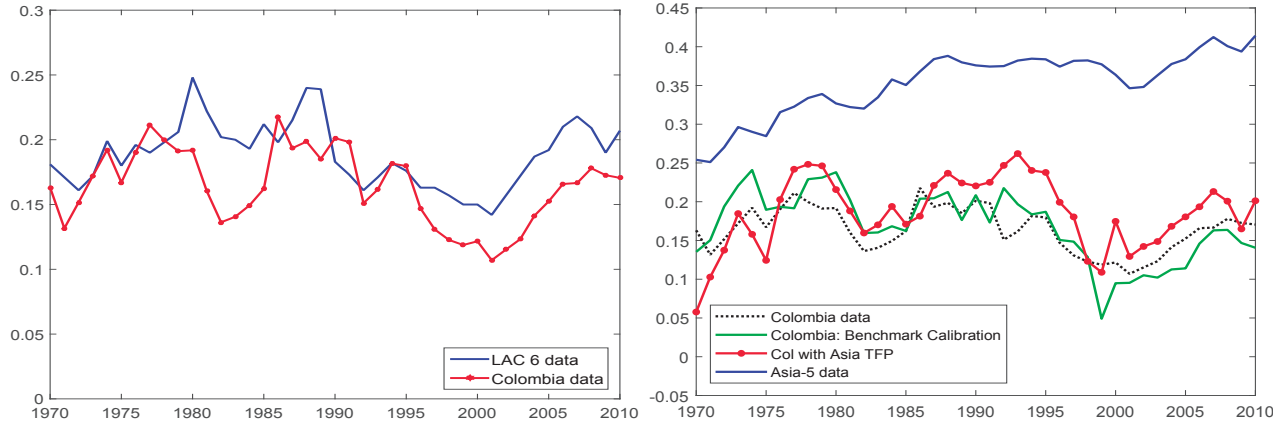 0.3
0.25
0.2
0.15
0.1
0.05
0
1970 1975 1980 1985 1990 1995 2000 2005 2010
LAC 6 data
Colombia data
0.45
0.4
0.35
0.3
0.25
0.2
0.15
0.1
0.05
0
-0.05
1970 1975 1980 1985 1990 1995 2000 2005 2010
Colombia data
Colombia: Benchmark Calibration
Col with Asia TFP
Asia-5 data